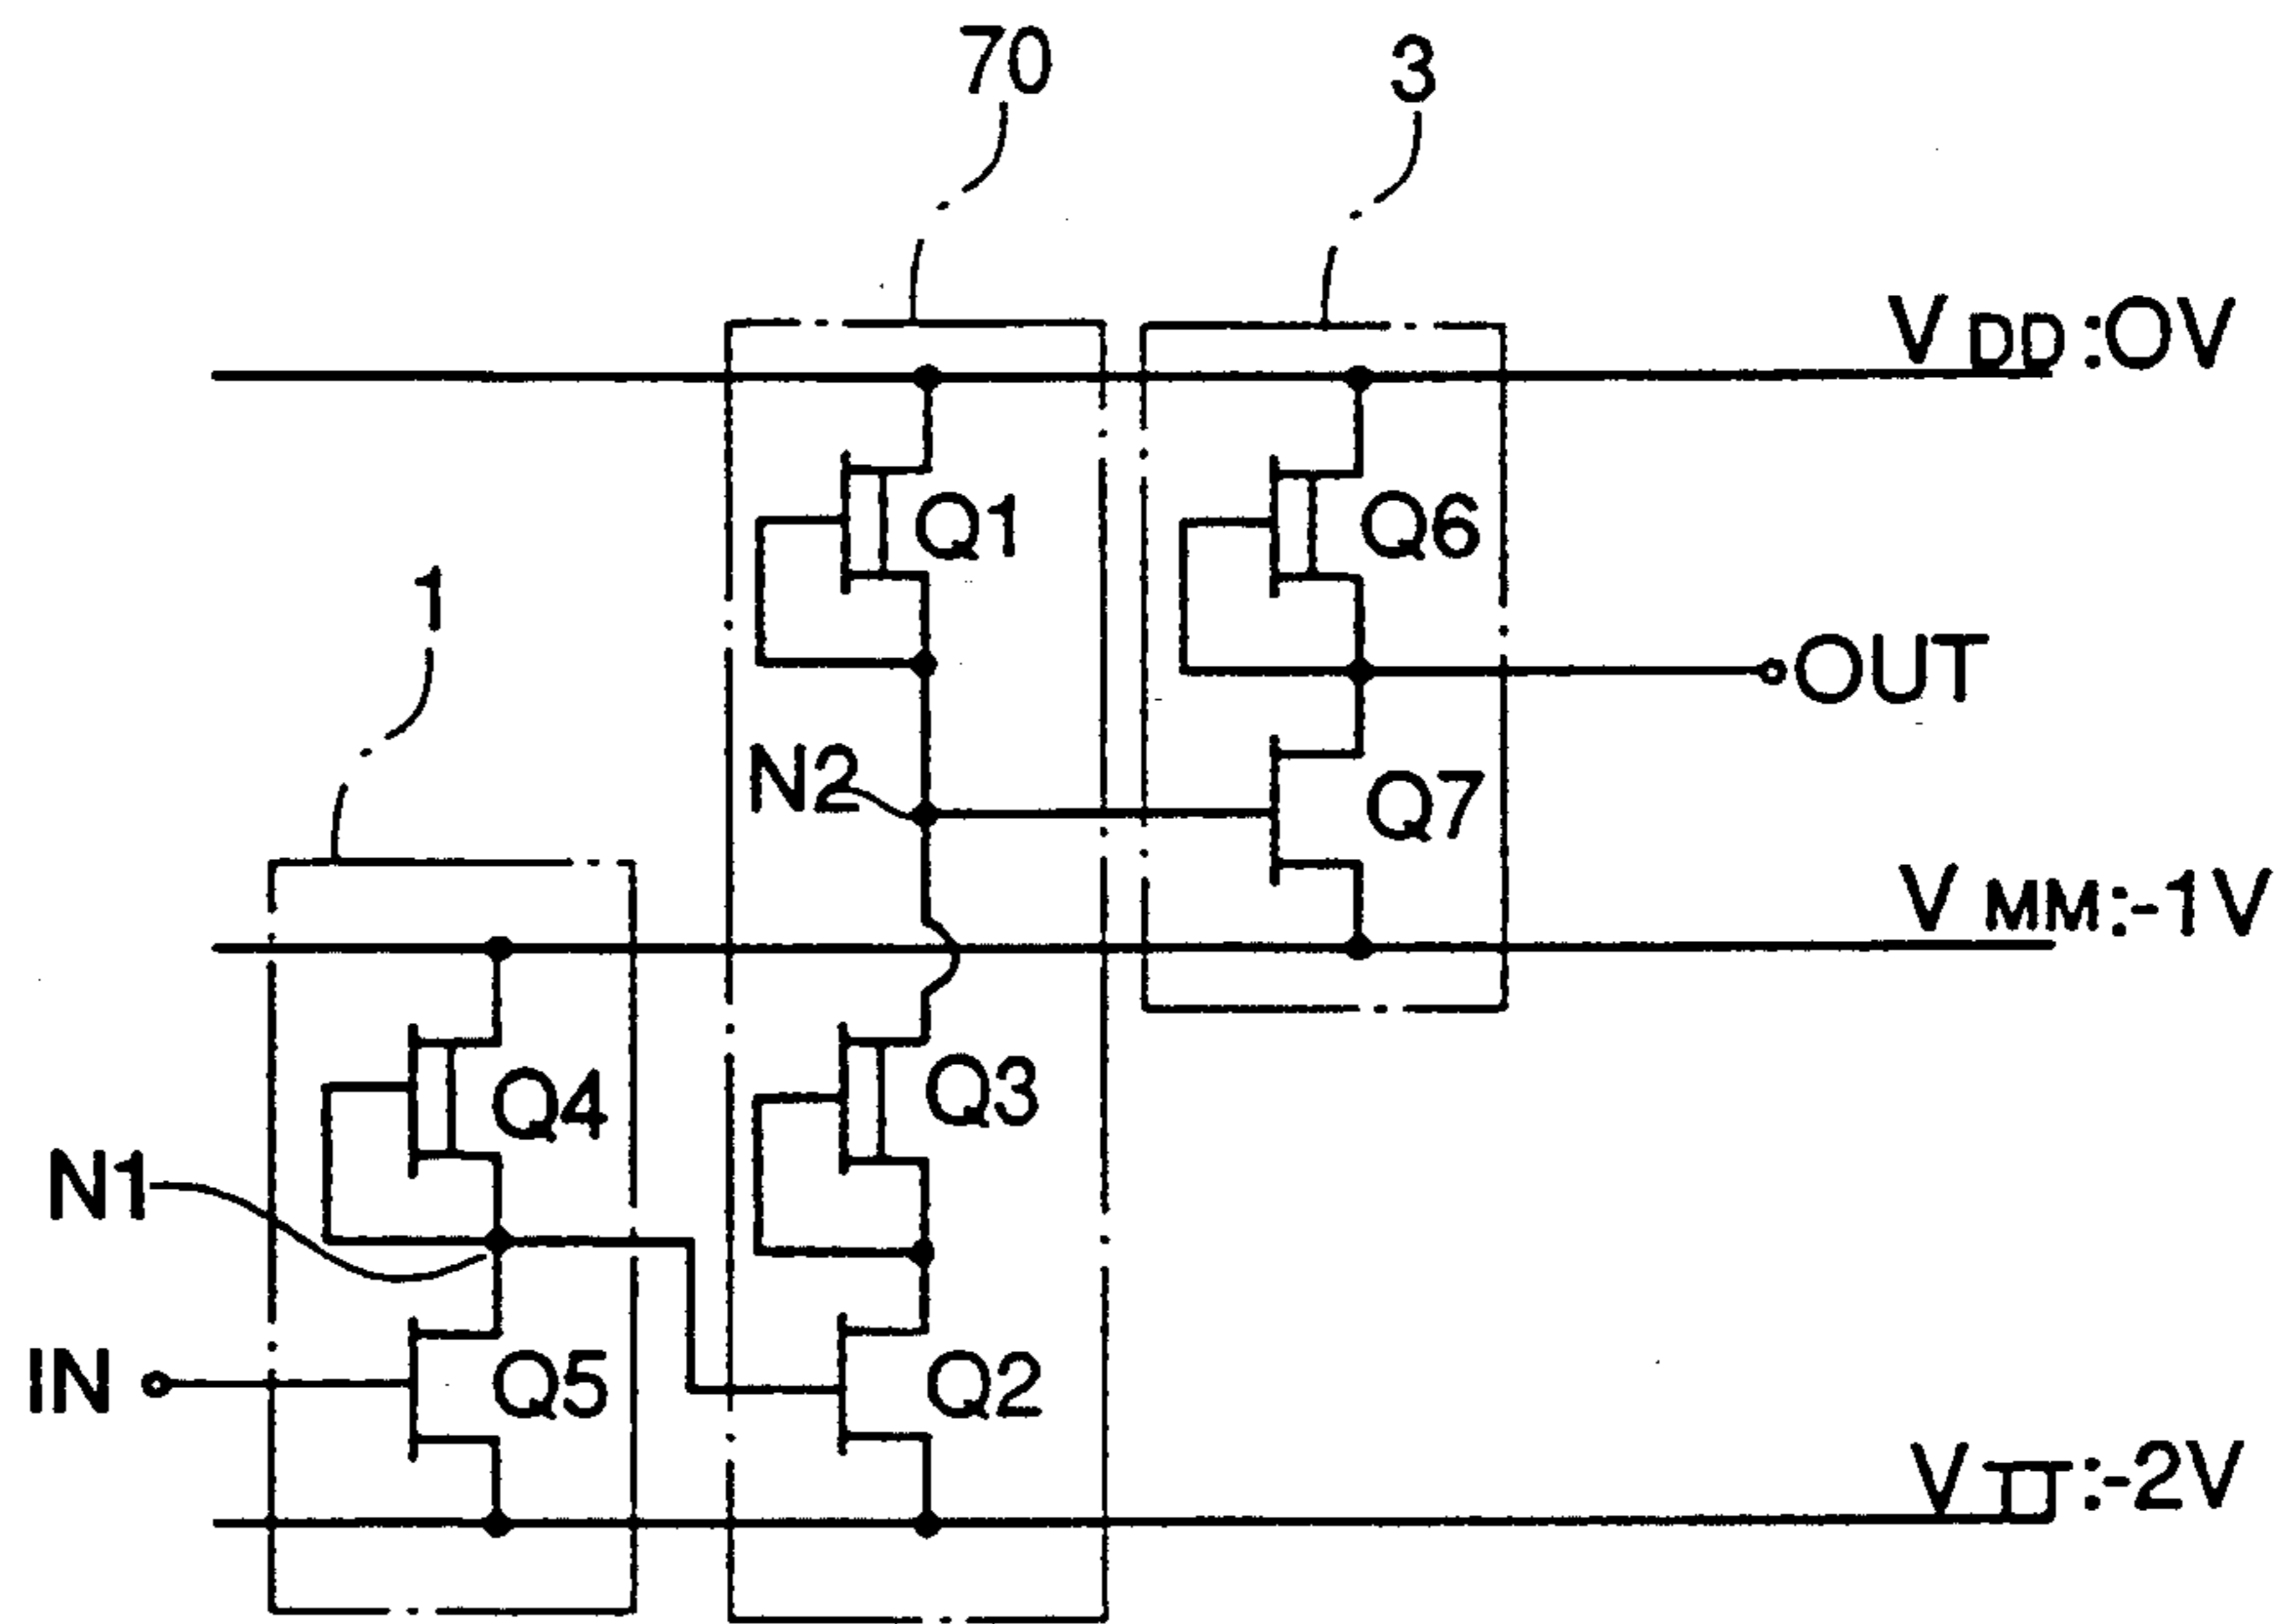 70
3
VDD:0V
Q1
Q6
1
OUT
N2
Q7
VMM:-1V
Q4
Q3
N1
IN
Q5
Q2
VTT:-2V